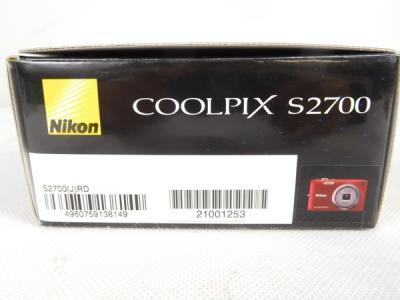 Nikon
COOLPIX S2700
S2700(J)RD
4960759138149
21001253